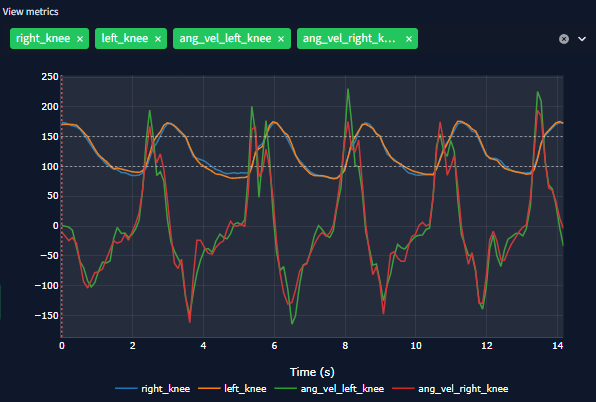 View metrics
right_knee × left_knee × ang_vel_left_knee × ang_vel_right_k... ×
250
200
150
100
50
0
−50
−100
−150
0 2 4 6 8 10 12 14
Time (s)
right_knee left_knee ang_vel_left_knee ang_vel_right_knee